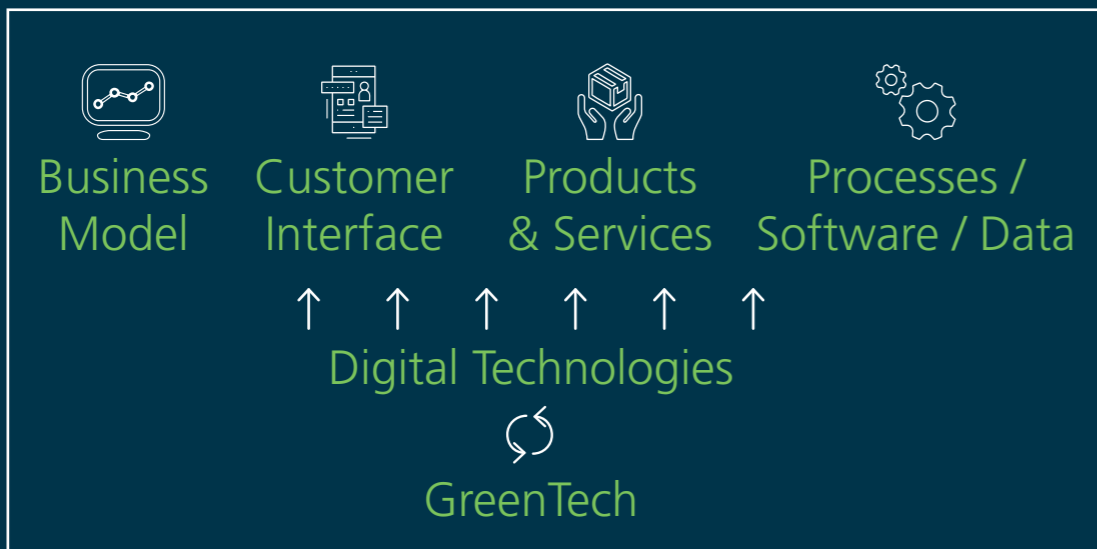 Business Model
Customer Interface
Products & Services
Processes / Software / Data
Digital Technologies
GreenTech